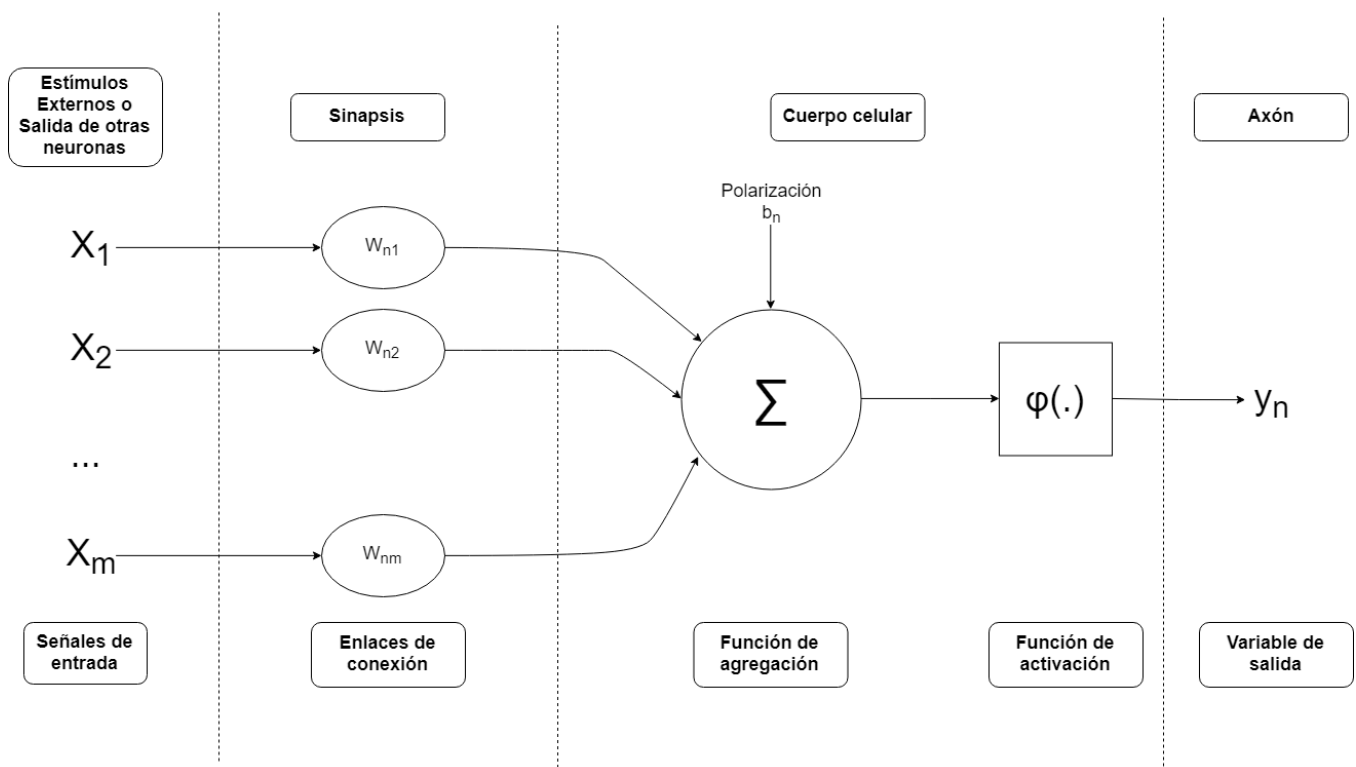 Estímulos
Externos o
Salida de otras
neuronas
Sinapsis
Cuerpo celular
Axón
Polarización
bn
X1
Wn1
X2
Wn2
Σ
φ(.)
yn
...
Xm
Wnm
Señales de
entrada
Enlaces de
conexión
Función de
agregación
Función de
activación
Variable de
salida